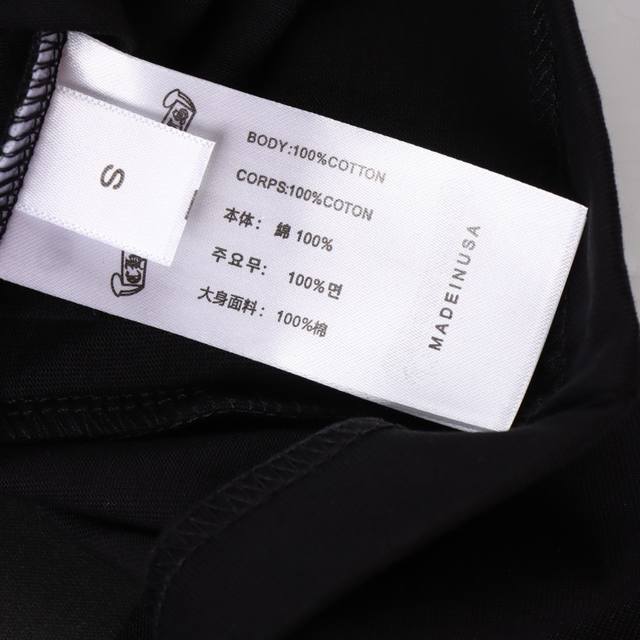 S
BODY:100%COTTON
CORPS:100%COTON
本体: 綿 100%
주요무: 100%면
大身面料: 100%棉
MADEINUSA